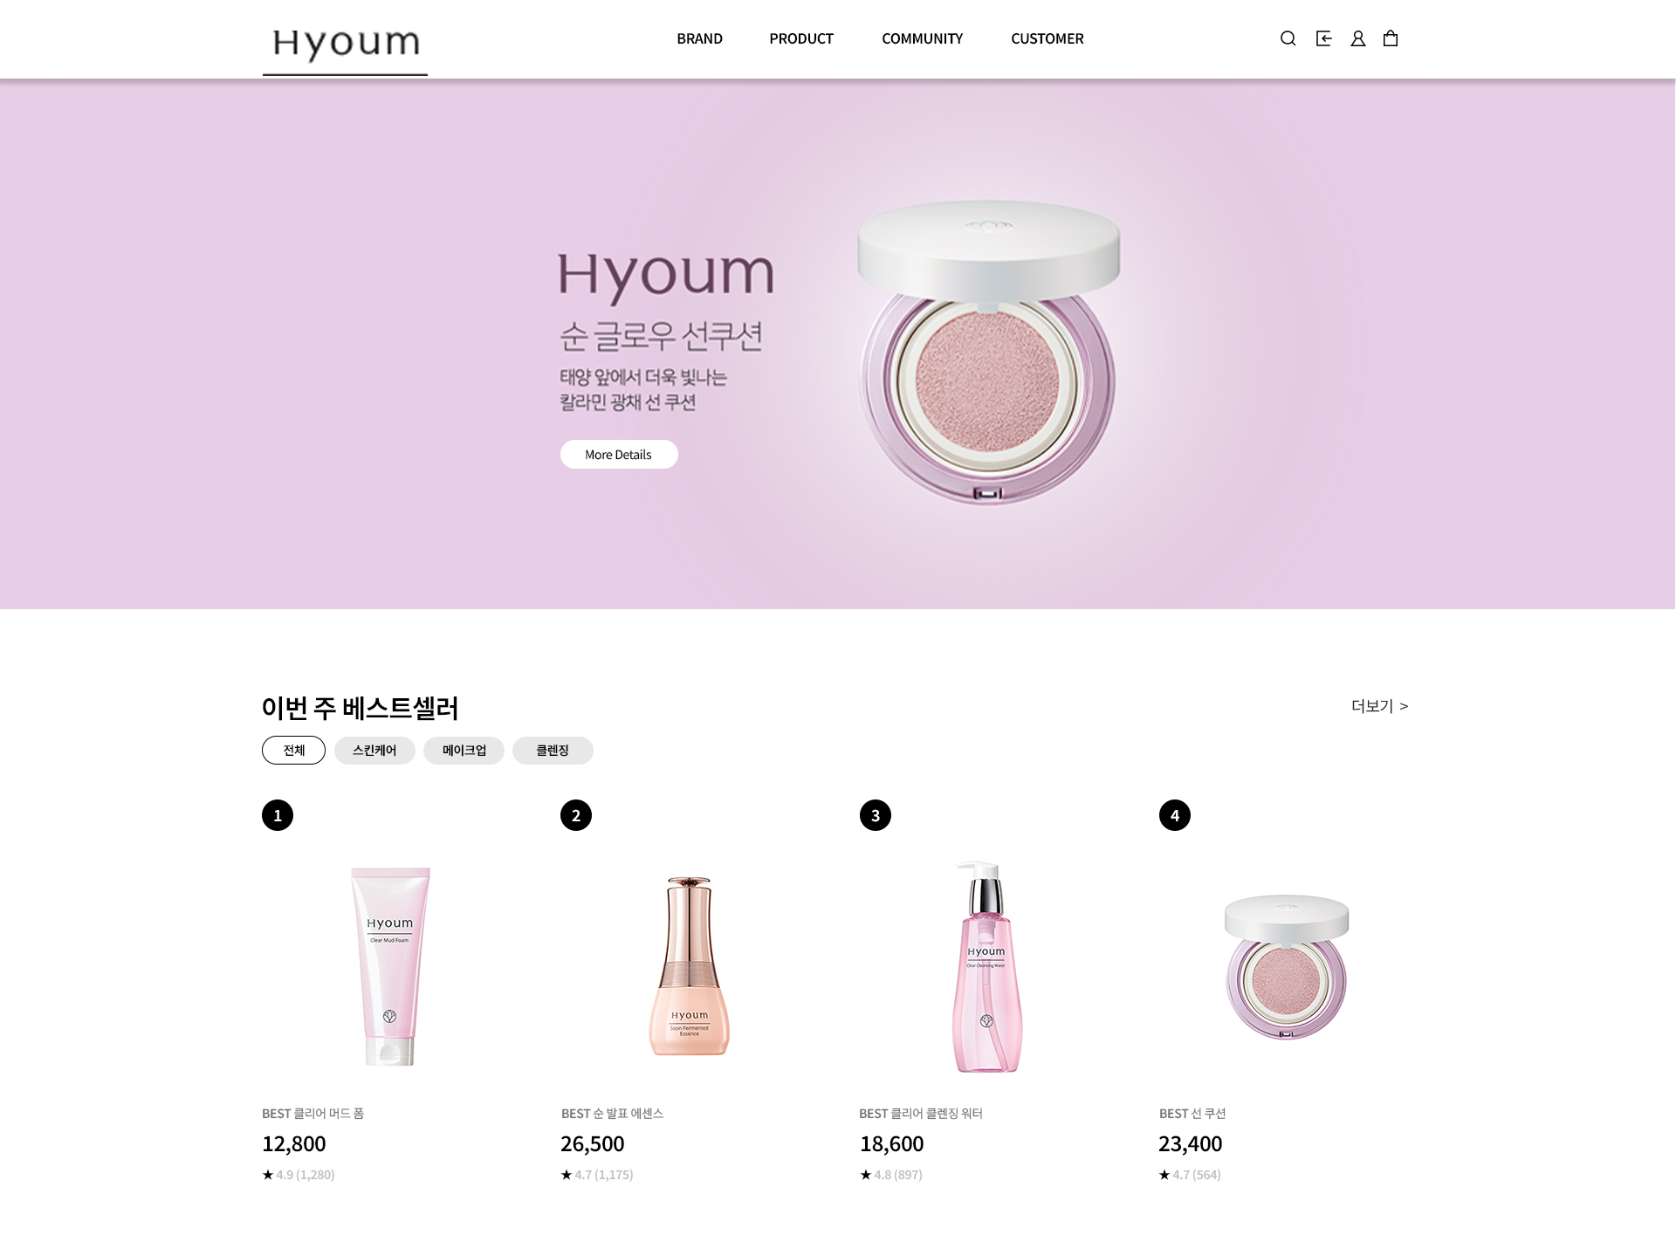 Hyoum
BRAND PRODUCT COMMUNITY CUSTOMER
Hyoum
순 글로우 선쿠션
태양 앞에서 더욱 빛나는
칼라민 광채 선 쿠션
More Details
이번 주 베스트셀러
더보기 >
전체 스킨케어 메이크업 클렌징
1 2 3 4
Hyoum
Clear Mud Foam
Hyoum
Soon Fermented
Essence
Hyoum
Clear Cleansing Water
BEST 클리어 머드 폼
12,800
★ 4.9 (1,280)
BEST 순 발표 에센스
26,500
★ 4.7 (1,175)
BEST 클리어 클렌징 워터
18,600
★ 4.8 (897)
BEST 선 쿠션
23,400
★ 4.7 (564)